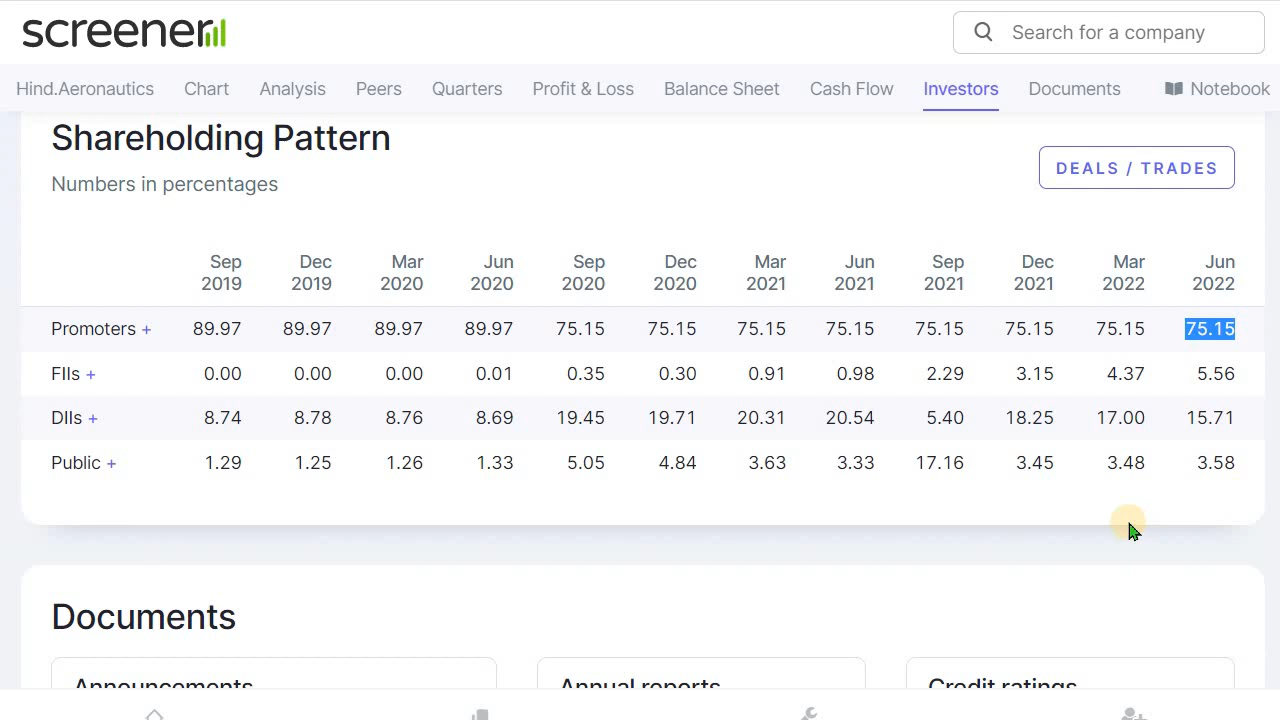 screener
Search for a company
Hind.Aeronautics Chart Analysis Peers Quarters Profit & Loss Balance Sheet Cash Flow Investors Documents Notebook
Shareholding Pattern
Numbers in percentages
DEALS / TRADES
Sep 2019 Dec 2019 Mar 2020 Jun 2020 Sep 2020 Dec 2020 Mar 2021 Jun 2021 Sep 2021 Dec 2021 Mar 2022 Jun 2022
Promoters + 89.97 89.97 89.97 89.97 75.15 75.15 75.15 75.15 75.15 75.15 75.15 75.15
FIIs + 0.00 0.00 0.00 0.01 0.35 0.30 0.91 0.98 2.29 3.15 4.37 5.56
DIIs + 8.74 8.78 8.76 8.69 19.45 19.71 20.31 20.54 5.40 18.25 17.00 15.71
Public + 1.29 1.25 1.26 1.33 5.05 4.84 3.63 3.33 17.16 3.45 3.48 3.58
Documents
Announcements Annual reports Credit ratings